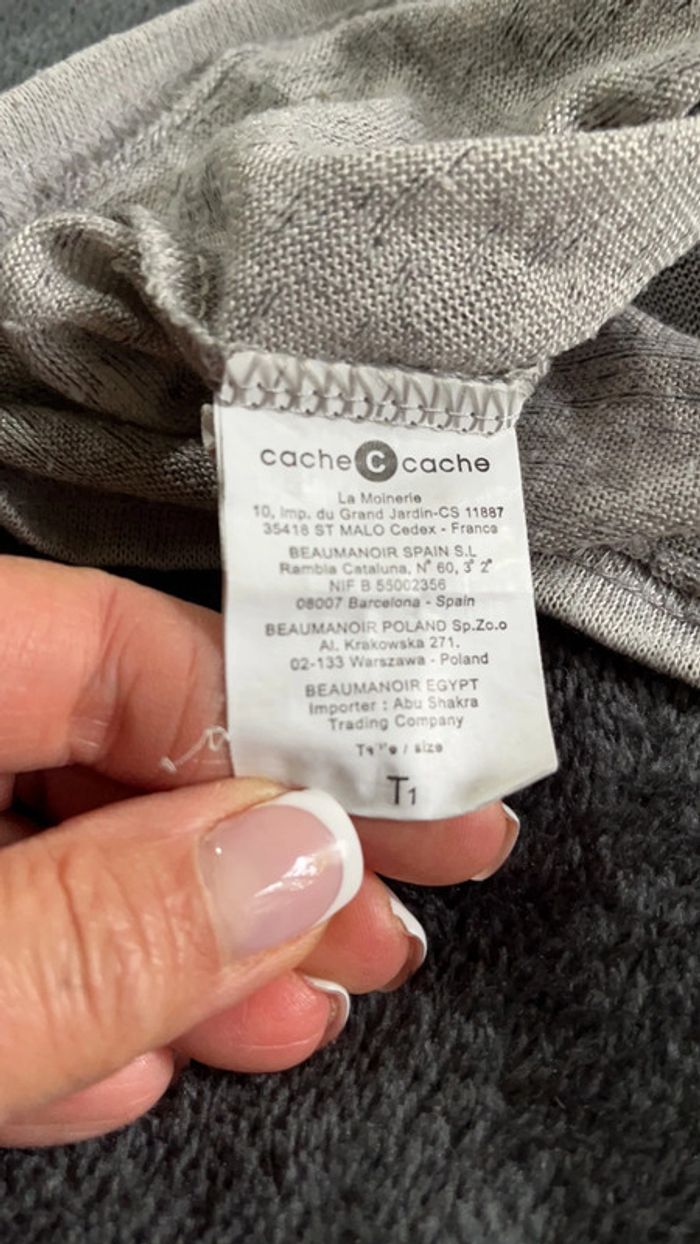 cache C cache
La Moinerie
10, Imp. du Grand Jardin-CS 11887
35418 ST MALO Cedex - France
BEAUMANOIR SPAIN S.L
Rambla Cataluna, N° 60, 3° 2°
NIF B 55002356
08007 Barcelona - Spain
BEAUMANOIR POLAND Sp.Zo.o
Al. Krakowska 271,
02-133 Warszawa - Poland
BEAUMANOIR EGYPT
Importer : Abu Shakra
Trading Company
/ size
T1